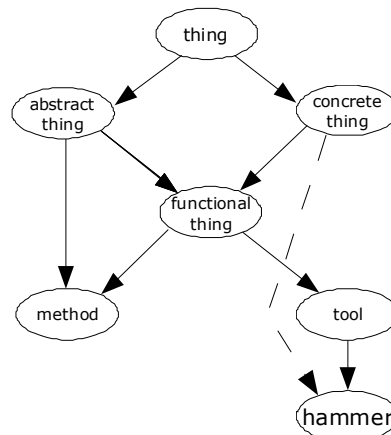 thing
abstract
thing
concrete
thing
functional
thing
method
tool
hammer